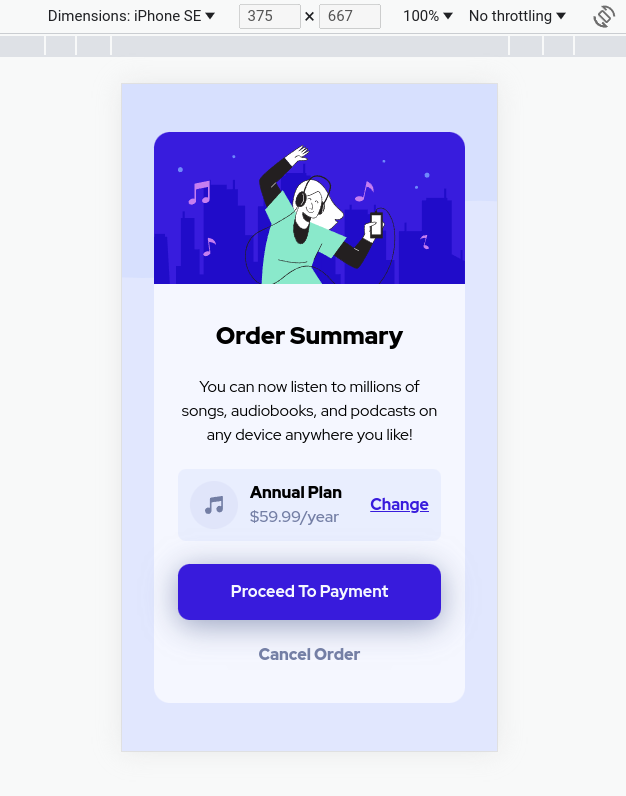 Dimensions: iPhone SE ▼ 375 × 667 100% ▼ No throttling ▼
Order Summary
You can now listen to millions of
songs, audiobooks, and podcasts on
any device anywhere you like!
Annual Plan
$59.99/year
Change
Proceed To Payment
Cancel Order